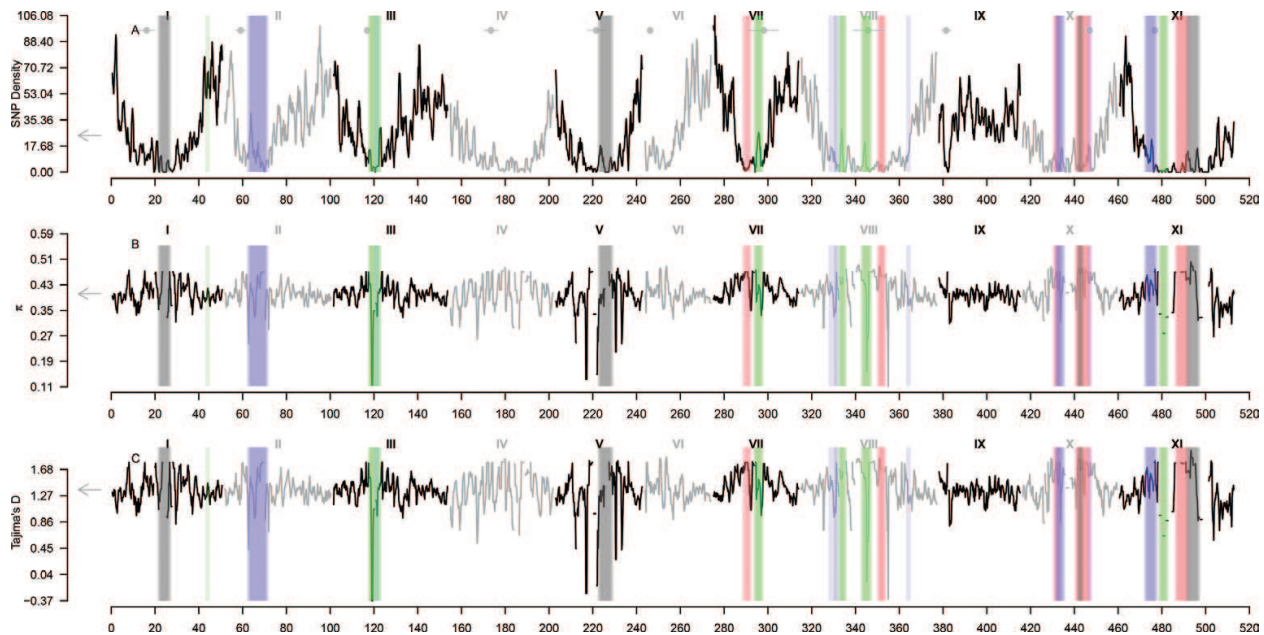 106.08
88.40
70.72
53.04
35.36
17.68
0.00
SNP Density
A
I II III IV V VI VII VIII IX X XI
0 20 40 60 80 100 120 140 160 180 200 220 240 260 280 300 320 340 360 380 400 420 440 460 480 500 520
0.59
0.51
0.43
0.35
0.27
0.19
0.11
π
B
I II III IV V VI VII VIII IX X XI
0 20 40 60 80 100 120 140 160 180 200 220 240 260 280 300 320 340 360 380 400 420 440 460 480 500 520
1.68
1.27
0.86
0.45
0.04
−0.37
Tajima's D
C
I II III IV V VI VII VIII IX X XI
0 20 40 60 80 100 120 140 160 180 200 220 240 260 280 300 320 340 360 380 400 420 440 460 480 500 520